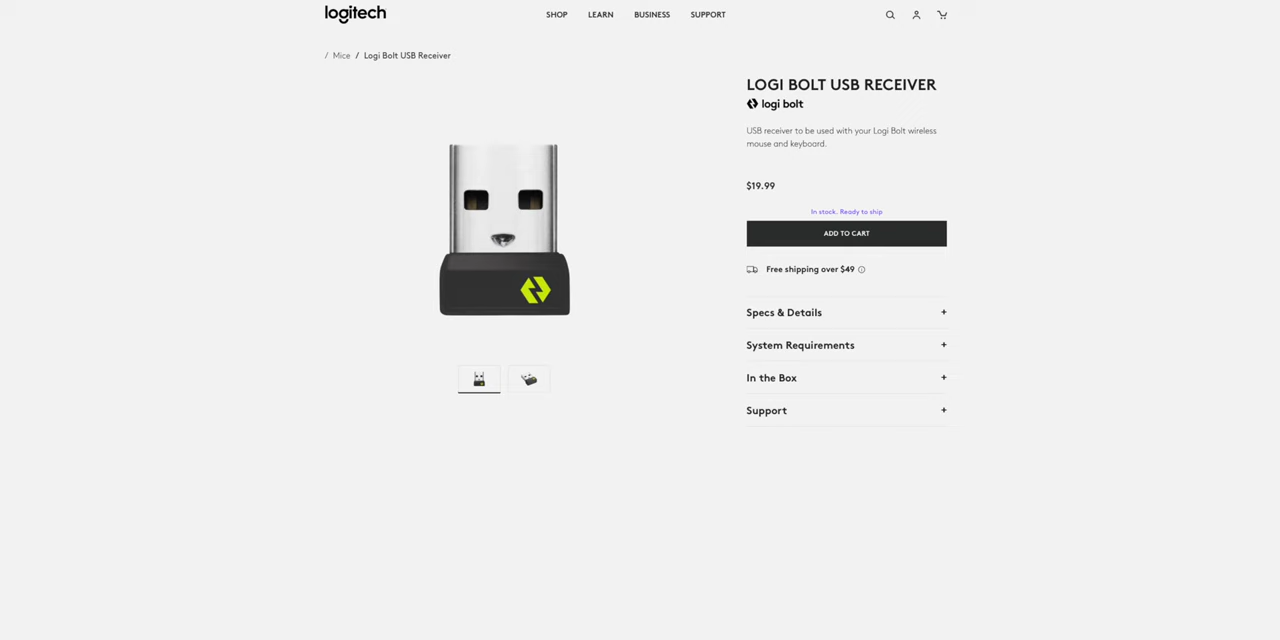 logitech
SHOP LEARN BUSINESS SUPPORT
/ Mice / Logi Bolt USB Receiver
LOGI BOLT USB RECEIVER
logi bolt
USB receiver to be used with your Logi Bolt wireless
mouse and keyboard.
$19.99
In stock. Ready to ship
ADD TO CART
Free shipping over $49
Specs & Details +
System Requirements +
In the Box +
Support +